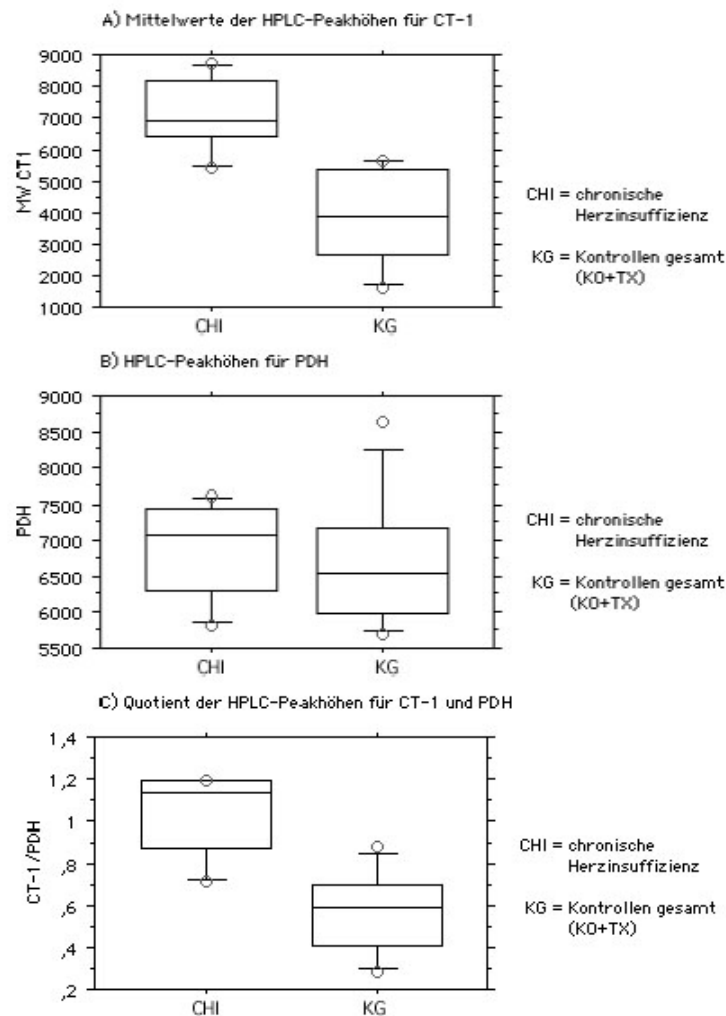 A) Mittelwerte der HPLC-Peakhöhen für CT-1
MW CT1
9000
8000
7000
6000
5000
4000
3000
2000
1000
CHI
KG
CHI = chronische
Herzinsuffizienz
KG = Kontrollen gesamt
(KO+TX)
B) HPLC-Peakhöhen für PDH
PDH
9000
8500
8000
7500
7000
6500
6000
5500
CHI
KG
CHI = chronische
Herzinsuffizienz
KG = Kontrollen gesamt
(KO+TX)
C) Quotient der HPLC-Peakhöhen für CT-1 und PDH
CT-1/PDH
1,4
1,2
1
,8
,6
,4
,2
CHI
KG
CHI = chronische
Herzinsuffizienz
KG = Kontrollen gesamt
(KO+TX)